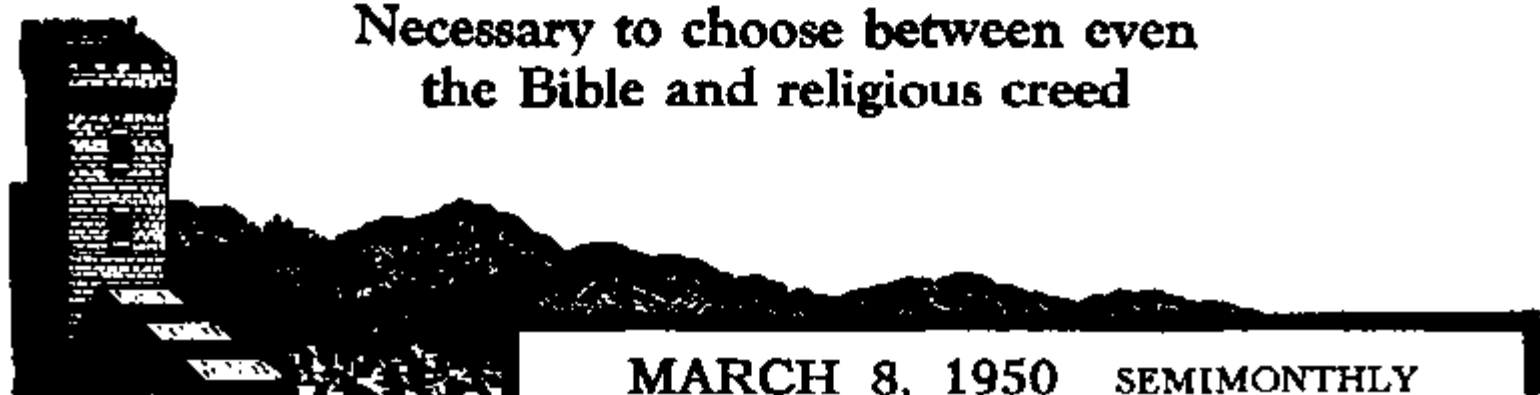 Necessary to choose between even
the Bible and religious creed
MARCH 8, 1950 SEMIMONTHLY